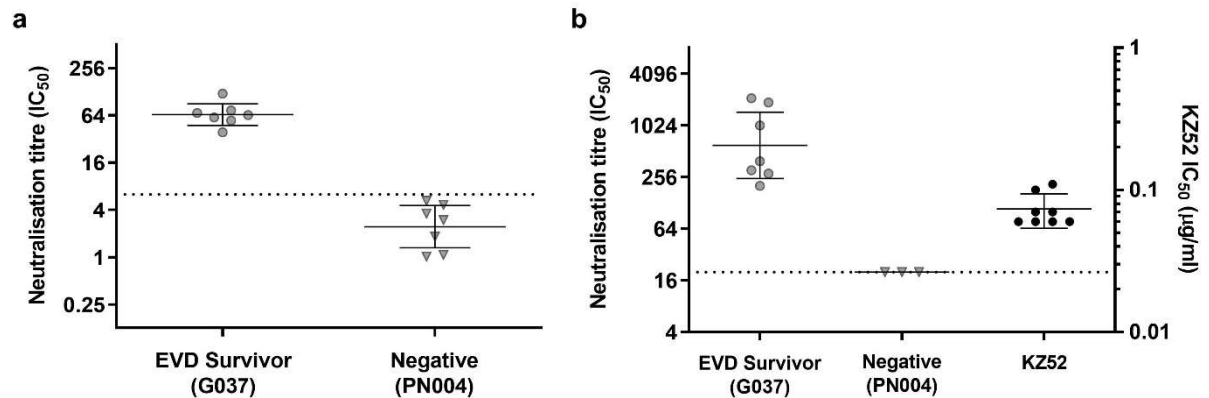 a
Neutralisation titre (IC50)
256
64
16
4
1
0.25
EVD Survivor
(G037)
Negative
(PN004)
b
Neutralisation titre (IC50)
4096
1024
256
64
16
4
EVD Survivor
(G037)
Negative
(PN004)
KZ52
1
0.1
0.01
KZ52 IC50 (µg/ml)